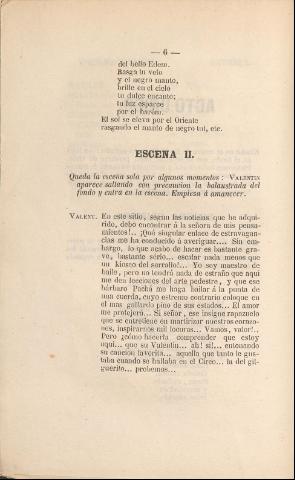 — 6 —
del bello Edem.
Rasga tu velo
y el negro manto,
brille en el cielo
tu dulce encanto;
tu luz esparce
por el harém.
El sol se eleva por el Oriente
rasgando el manto de negro tul, etc.
ESCENA II.
Queda la escena sola por algunos momentos: VALENTIN
aparece saltando con precaucion la balaustrada del
fondo y entra en la escena. Empieza á amanecer.
VALENT. En este sitio, segun las noticias que he adqui-
rido, debo encontrar á la señora de mis pensa-
mientos!.. ¡Qué singular enlace de estravagan-
cias me ha conducido á averiguar.... Sin em-
bargo, lo que acabo de hacer es bastante gra-
ve, bastante sério... escalar nada menos que
un kiosco del serrallo!.. Yo soy maestro de
baile, pero no tendrá nada de estraño que aquí
me den lecciones del arte pedestre, y que ese
bárbaro Pachá me haga bailar á la punta de
una cuerda, cuyo estremo contrario coloque en
el mas gallardo pino de sus estados... El amor
me protejerá.. Si señor, ese insigne rapazuelo
que se entretiene en martirizar nuestros corazo-
nes, inspirarnos mil locuras... Vamos, valor!..
Pero ¿cómo hacerla comprender que estoy
aquí... que su Valentin... ah! sí!... entonando
su cancion favorita... aquella que tanto le gus-
taba cuando se hallaba en el Circo... la del gil-
guerito... probemos...